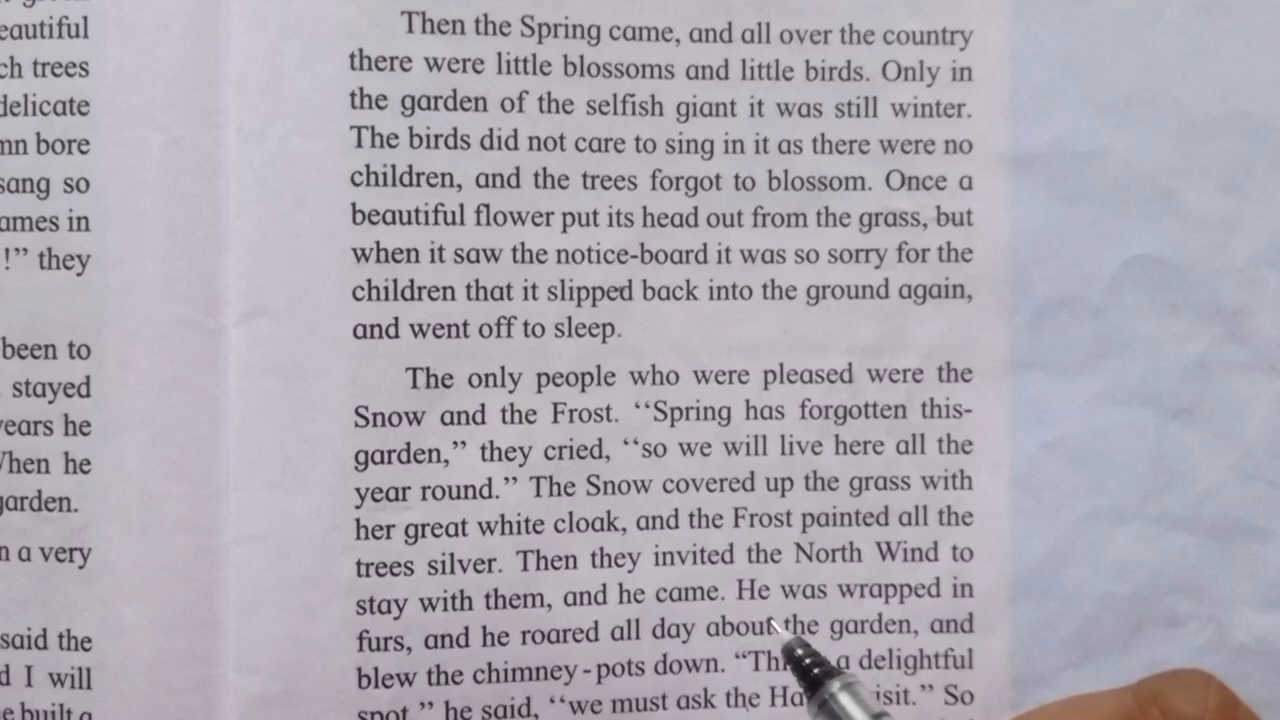 eautiful
ch trees
delicate
mn bore
sang so
ames in
!” they
been to
stayed
ears he
When he
garden.
n a very
said the
d I will
e built a
Then the Spring came, and all over the country
there were little blossoms and little birds. Only in
the garden of the selfish giant it was still winter.
The birds did not care to sing in it as there were no
children, and the trees forgot to blossom. Once a
beautiful flower put its head out from the grass, but
when it saw the notice-board it was so sorry for the
children that it slipped back into the ground again,
and went off to sleep.
The only people who were pleased were the
Snow and the Frost. “Spring has forgotten this-
garden,” they cried, “so we will live here all the
year round.” The Snow covered up the grass with
her great white cloak, and the Frost painted all the
trees silver. Then they invited the North Wind to
stay with them, and he came. He was wrapped in
furs, and he roared all day about the garden, and
blew the chimney-pots down. “Thi a delightful
spot,” he said, “we must ask the Ha isit.” So